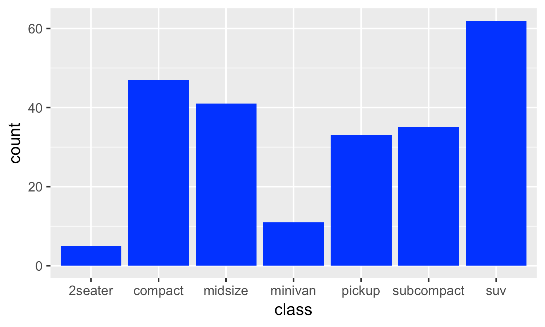 60
40
20
0
count
2seater compact midsize minivan pickup subcompact suv
class